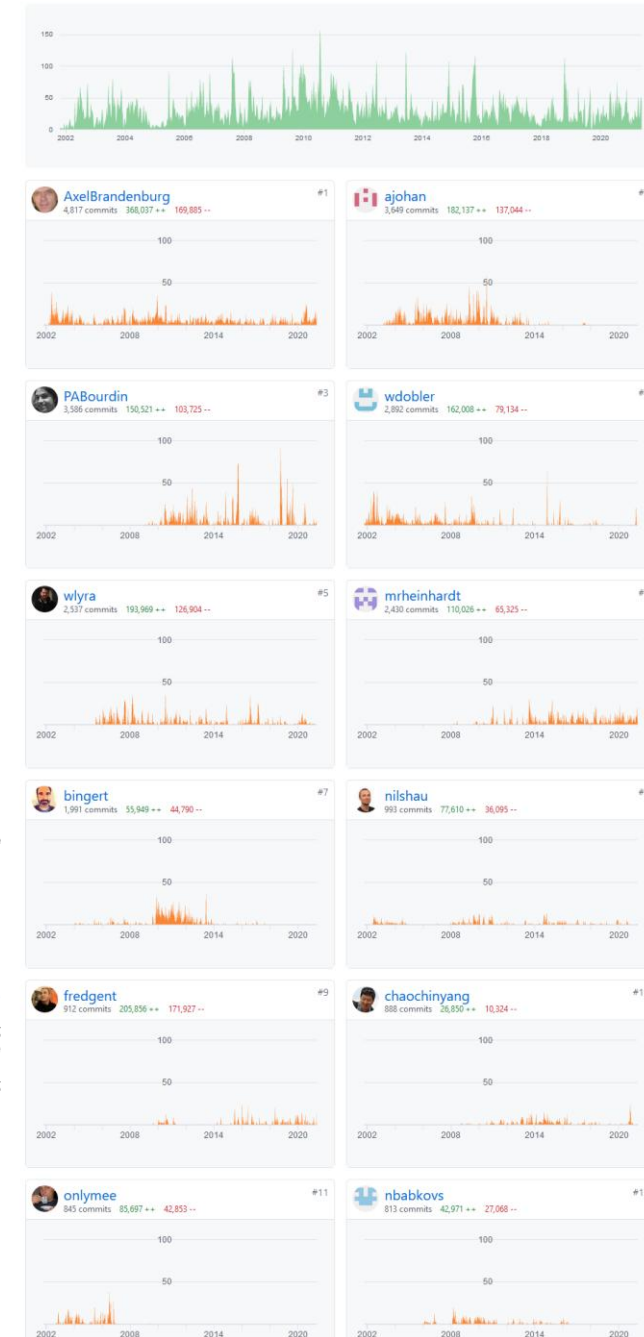 150
100
50
0
2002 2004 2006 2008 2010 2012 2014 2016 2018 2020
AxelBrandenburg #1
4,817 commits 368,037 ++ 169,885 --
100
50
2002 2008 2014 2020
ajohan #
3,649 commits 182,137 ++ 137,044 --
100
50
2002 2008 2014 2020
PABourdin #3
3,586 commits 150,521 ++ 103,725 --
100
50
2002 2008 2014 2020
wdobler #
2,892 commits 162,008 ++ 79,134 --
100
50
2002 2008 2014 2020
wlyra #5
2,537 commits 193,969 ++ 126,904 --
100
50
2002 2008 2014 2020
mrheinhardt #
2,430 commits 110,026 ++ 65,325 --
100
50
2002 2008 2014 2020
bingert #7
1,991 commits 55,949 ++ 44,790 --
100
50
2002 2008 2014 2020
nilshau #
993 commits 77,610 ++ 36,095 --
100
50
2002 2008 2014 2020
fredgent #9
912 commits 205,856 ++ 171,927 --
100
50
2002 2008 2014 2020
chaochinyang #1
888 commits 26,850 ++ 10,324 --
100
50
2002 2008 2014 2020
onlymee #11
845 commits 85,697 ++ 42,853 --
100
50
2002 2008 2014 2020
nbabkovs #1
813 commits 42,971 ++ 27,068 --
100
50
2002 2008 2014 2020